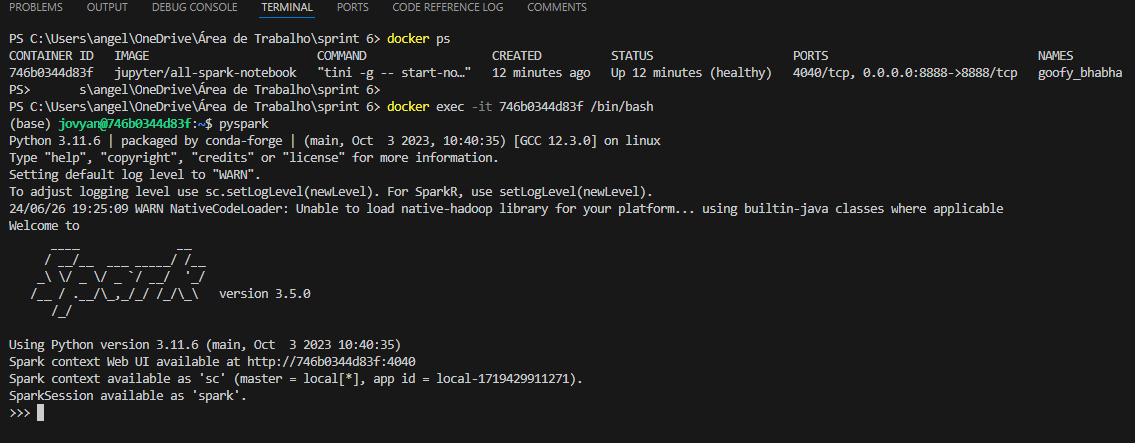 PROBLEMS OUTPUT DEBUG CONSOLE TERMINAL PORTS CODE REFERENCE LOG COMMENTS
PS C:\Users\angel\OneDrive\Área de Trabalho\sprint 6> docker ps
CONTAINER ID   IMAGE                        COMMAND                  CREATED          STATUS                    PORTS                              NAMES
746b0344d83f   jupyter/all-spark-notebook   "tini -g -- start-no…"   12 minutes ago   Up 12 minutes (healthy)   4040/tcp, 0.0.0.0:8888->8888/tcp   goofy_bhabha
PS>       s\angel\OneDrive\Área de Trabalho\sprint 6>
PS C:\Users\angel\OneDrive\Área de Trabalho\sprint 6> docker exec -it 746b0344d83f /bin/bash
(base) jovyan@746b0344d83f:~$ pyspark
Python 3.11.6 | packaged by conda-forge | (main, Oct  3 2023, 10:40:35) [GCC 12.3.0] on linux
Type "help", "copyright", "credits" or "license" for more information.
Setting default log level to "WARN".
To adjust logging level use sc.setLogLevel(newLevel). For SparkR, use setLogLevel(newLevel).
24/06/26 19:25:09 WARN NativeCodeLoader: Unable to load native-hadoop library for your platform... using builtin-java classes where applicable
Welcome to
      ____              __
     / __/__  ___ _____/ /__
    _\ \/ _ \/ _ `/ __/  '_/
   /__ / .__/\_,_/_/ /_/\_\   version 3.5.0
      /_/
Using Python version 3.11.6 (main, Oct  3 2023 10:40:35)
Spark context Web UI available at http://746b0344d83f:4040
Spark context available as 'sc' (master = local[*], app id = local-1719429911271).
SparkSession available as 'spark'.
>>>